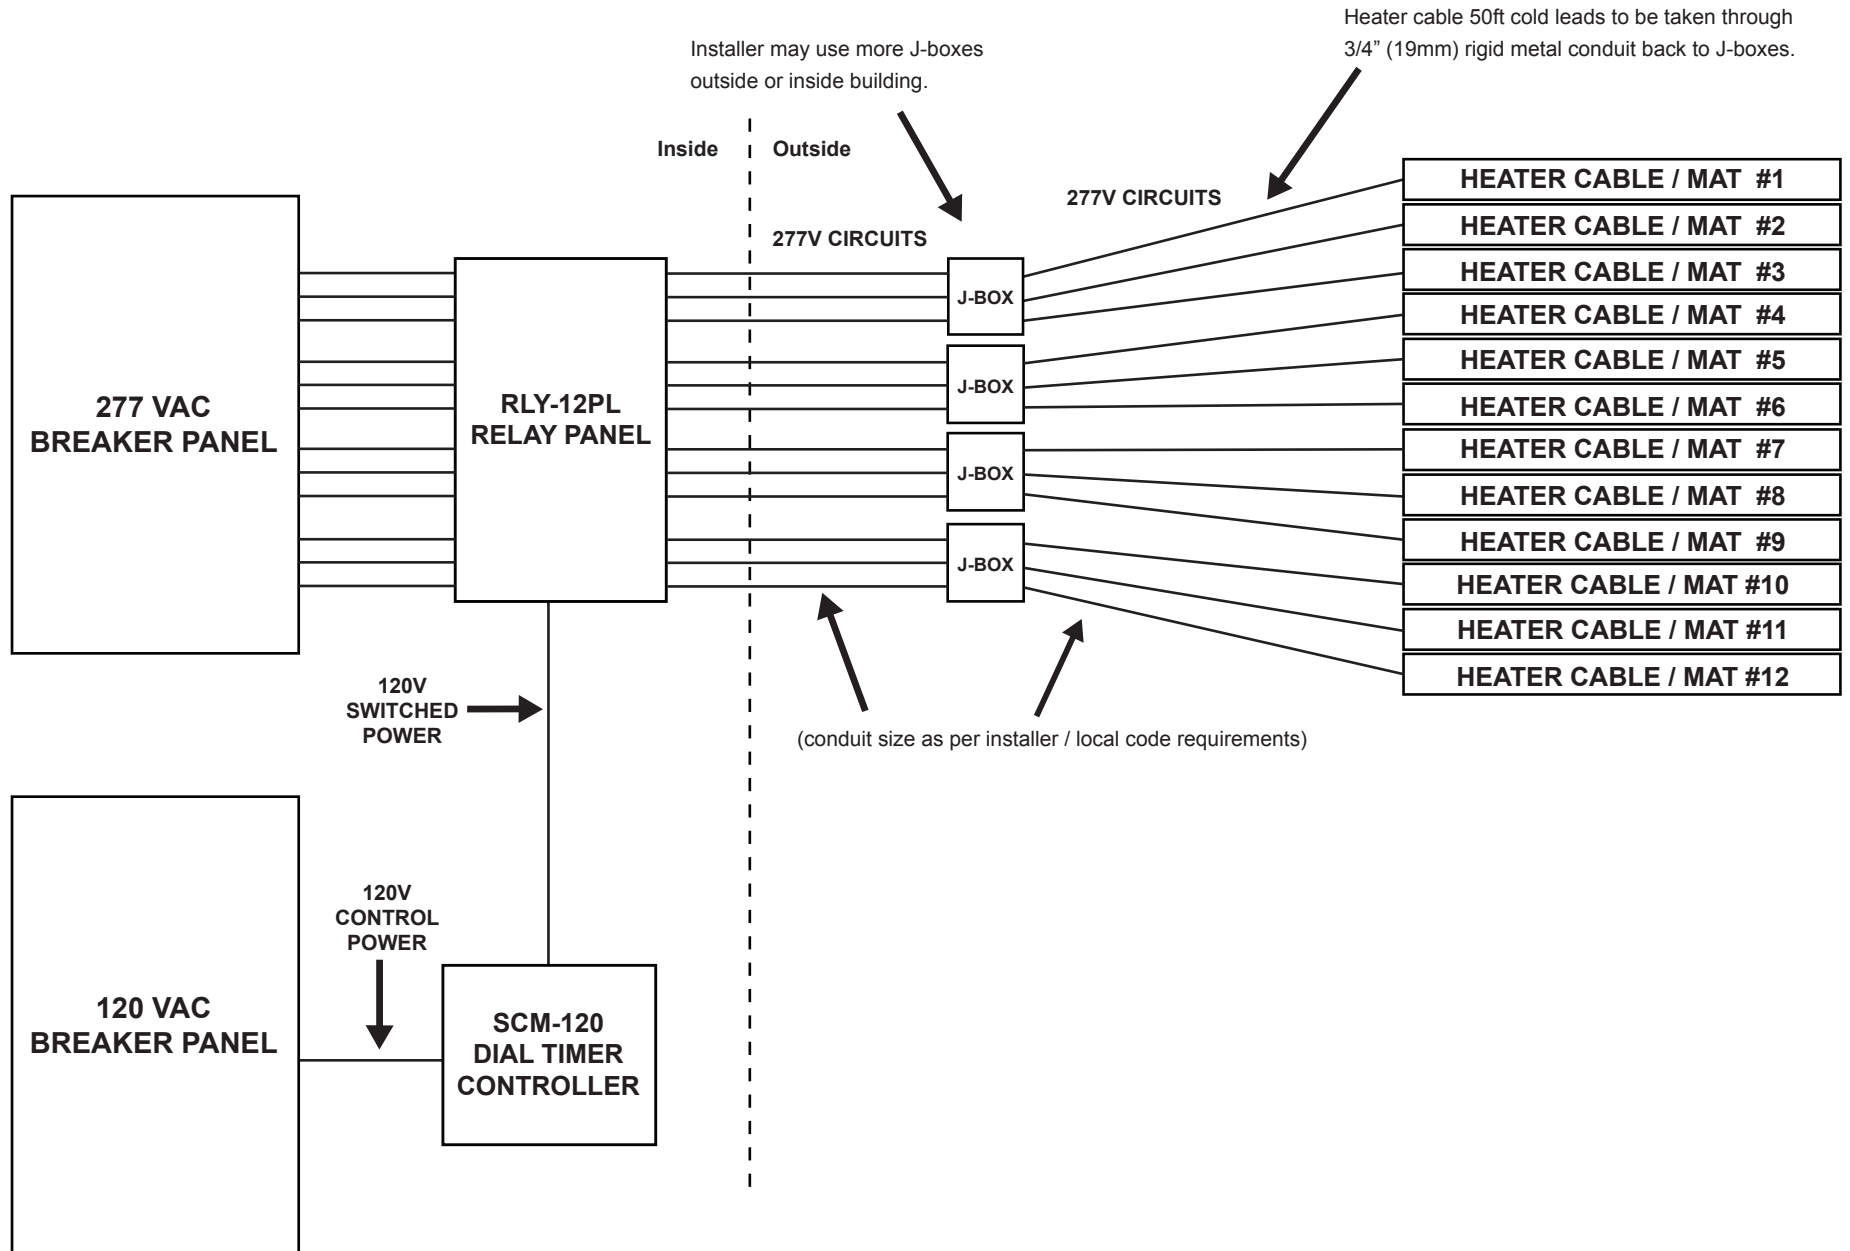 Heater cable 50ft cold leads to be taken through
3/4” (19mm) rigid metal conduit back to J-boxes.
Installer may use more J-boxes
outside or inside building.
Inside
Outside
277V CIRCUITS
277V CIRCUITS
277 VAC
BREAKER PANEL
RLY-12PL
RELAY PANEL
J-BOX
J-BOX
J-BOX
J-BOX
HEATER CABLE / MAT #1
HEATER CABLE / MAT #2
HEATER CABLE / MAT #3
HEATER CABLE / MAT #4
HEATER CABLE / MAT #5
HEATER CABLE / MAT #6
HEATER CABLE / MAT #7
HEATER CABLE / MAT #8
HEATER CABLE / MAT #9
HEATER CABLE / MAT #10
HEATER CABLE / MAT #11
HEATER CABLE / MAT #12
120V
SWITCHED
POWER
(conduit size as per installer / local code requirements)
120V
CONTROL
POWER
120 VAC
BREAKER PANEL
SCM-120
DIAL TIMER
CONTROLLER